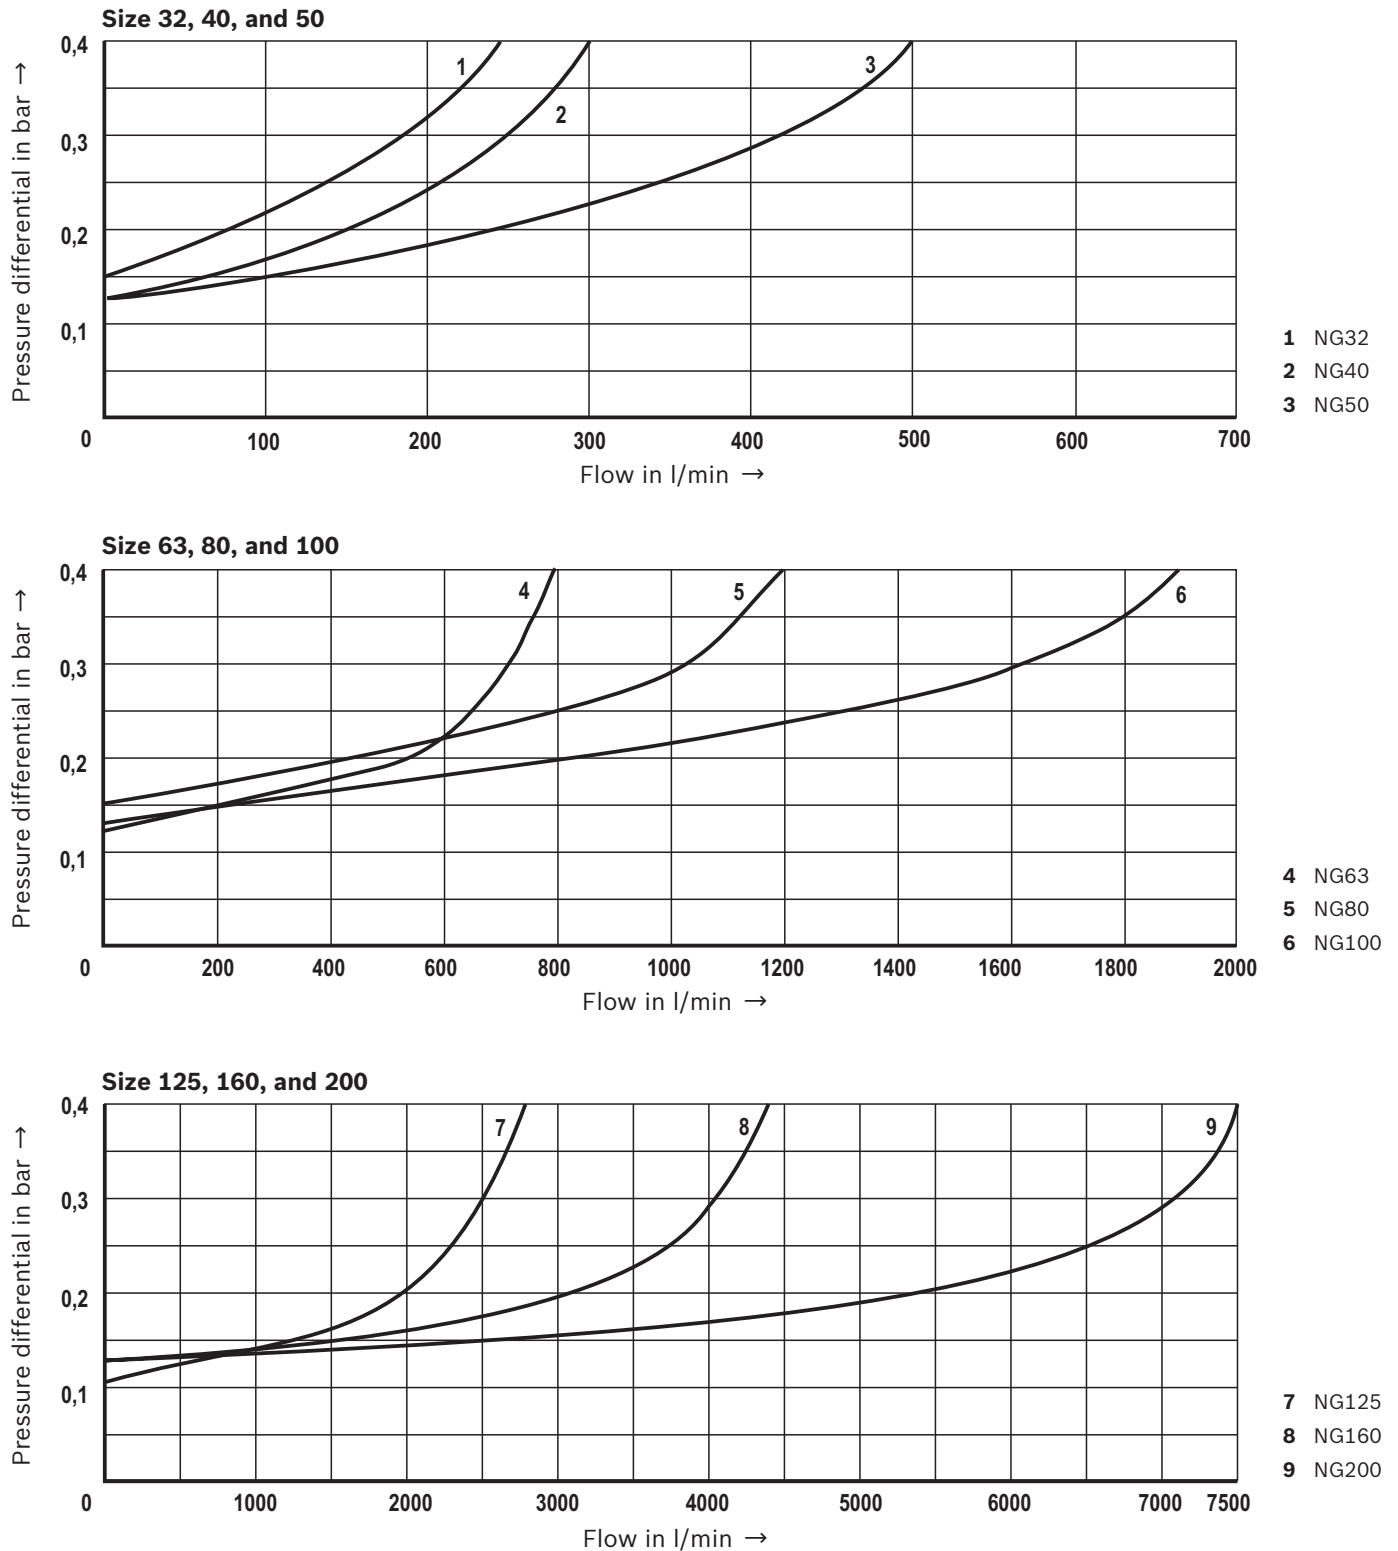 Size 32, 40, and 50
Pressure differential in bar →
0,4
0,3
0,2
0,1
0
1
2
3
100
200
300
400
500
600
700
Flow in l/min →
1 NG32
2 NG40
3 NG50
Size 63, 80, and 100
Pressure differential in bar →
0,4
0,3
0,2
0,1
0
4
5
6
200
400
600
800
1000
1200
1400
1600
1800
2000
Flow in l/min →
4 NG63
5 NG80
6 NG100
Size 125, 160, and 200
Pressure differential in bar →
0,4
0,3
0,2
0,1
0
7
8
9
1000
2000
3000
4000
5000
6000
7000
7500
Flow in l/min →
7 NG125
8 NG160
9 NG200